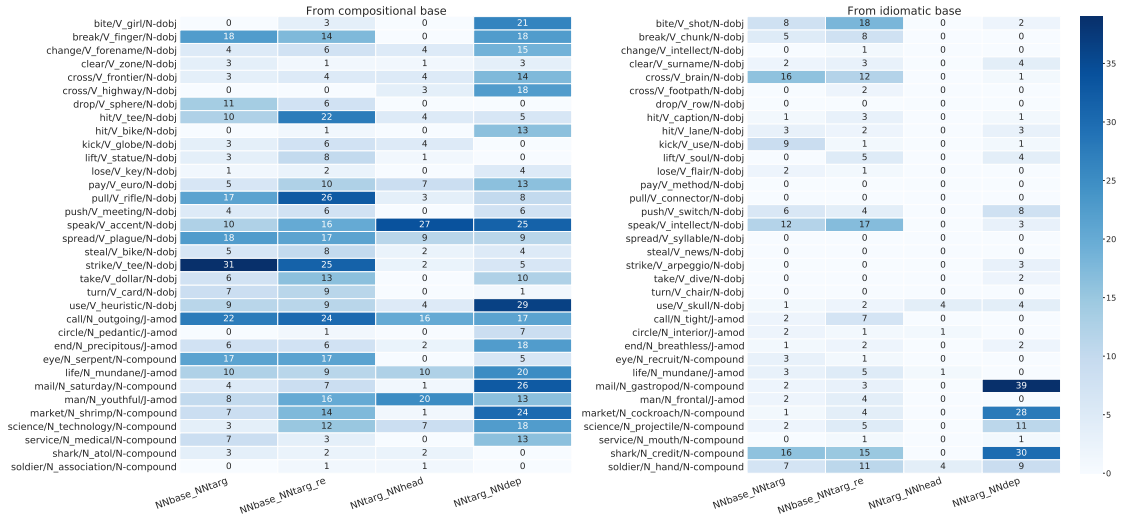 From compositional base
bite/V_girl/N-dobj 0 3 0 21
break/V_finger/N-dobj 18 14 0 18
change/V_forename/N-dobj 4 6 4 15
clear/V_zone/N-dobj 3 1 1 3
cross/V_frontier/N-dobj 3 4 4 14
cross/V_highway/N-dobj 0 0 3 18
drop/V_sphere/N-dobj 11 6 0 0
hit/V_tee/N-dobj 10 22 4 5
hit/V_bike/N-dobj 0 1 0 13
kick/V_globe/N-dobj 3 6 4 0
lift/V_statue/N-dobj 3 8 1 0
lose/V_key/N-dobj 1 2 0 4
pay/V_euro/N-dobj 5 10 7 13
pull/V_rifle/N-dobj 17 26 3 8
push/V_meeting/N-dobj 4 6 0 6
speak/V_accent/N-dobj 10 16 27 25
spread/V_plague/N-dobj 18 17 9 9
steal/V_bike/N-dobj 5 8 2 4
strike/V_tee/N-dobj 31 25 2 5
take/V_dollar/N-dobj 6 13 0 10
turn/V_card/N-dobj 7 9 0 1
use/V_heuristic/N-dobj 9 9 4 29
call/N_outgoing/J-amod 22 24 16 17
circle/N_pedantic/J-amod 0 1 0 7
end/N_precipitous/J-amod 6 6 2 18
eye/N_serpent/N-compound 17 17 0 5
life/N_mundane/J-amod 10 9 10 20
mail/N_saturday/N-compound 4 7 1 26
man/N_youthful/J-amod 8 16 20 13
market/N_shrimp/N-compound 7 14 1 24
science/N_technology/N-compound 3 12 7 18
service/N_medical/N-compound 7 3 0 13
shark/N_atol/N-compound 3 2 2 0
soldier/N_association/N-compound 0 1 1 0
NNbase_NNtarg NNbase_NNtarg_re NNtarg_NNhead NNtarg_NNdep
From idiomatic base
bite/V_shot/N-dobj 8 18 0 2
break/V_chunk/N-dobj 5 8 0 0
change/V_intellect/N-dobj 0 1 0 0
clear/V_surname/N-dobj 2 3 0 4
cross/V_brain/N-dobj 16 12 0 1
cross/V_footpath/N-dobj 0 2 0 0
drop/V_row/N-dobj 0 0 0 0
hit/V_caption/N-dobj 1 3 0 1
hit/V_lane/N-dobj 3 2 0 3
kick/V_use/N-dobj 9 1 0 1
lift/V_soul/N-dobj 0 5 0 4
lose/V_flair/N-dobj 2 1 0 0
pay/V_method/N-dobj 0 0 0 0
pull/V_connector/N-dobj 0 0 0 0
push/V_switch/N-dobj 6 4 0 8
speak/V_intellect/N-dobj 12 17 0 3
spread/V_syllable/N-dobj 0 0 0 0
steal/V_news/N-dobj 0 0 0 0
strike/V_arpeggio/N-dobj 0 0 0 3
take/V_dive/N-dobj 0 1 0 2
turn/V_chair/N-dobj 0 0 0 0
use/V_skull/N-dobj 1 2 4 4
call/N_tight/J-amod 2 7 0 0
circle/N_interior/J-amod 2 1 1 0
end/N_breathless/J-amod 1 2 0 2
eye/N_recruit/N-compound 3 1 0 0
life/N_mundane/J-amod 3 5 1 0
mail/N_gastropod/N-compound 2 3 0 39
man/N_frontal/J-amod 2 4 0 0
market/N_cockroach/N-compound 1 4 0 28
science/N_projectile/N-compound 2 5 0 11
service/N_mouth/N-compound 0 1 0 1
shark/N_credit/N-compound 16 15 0 30
soldier/N_hand/N-compound 7 11 4 9
NNbase_NNtarg NNbase_NNtarg_re NNtarg_NNhead NNtarg_NNdep
35
30
25
20
15
10
5
0